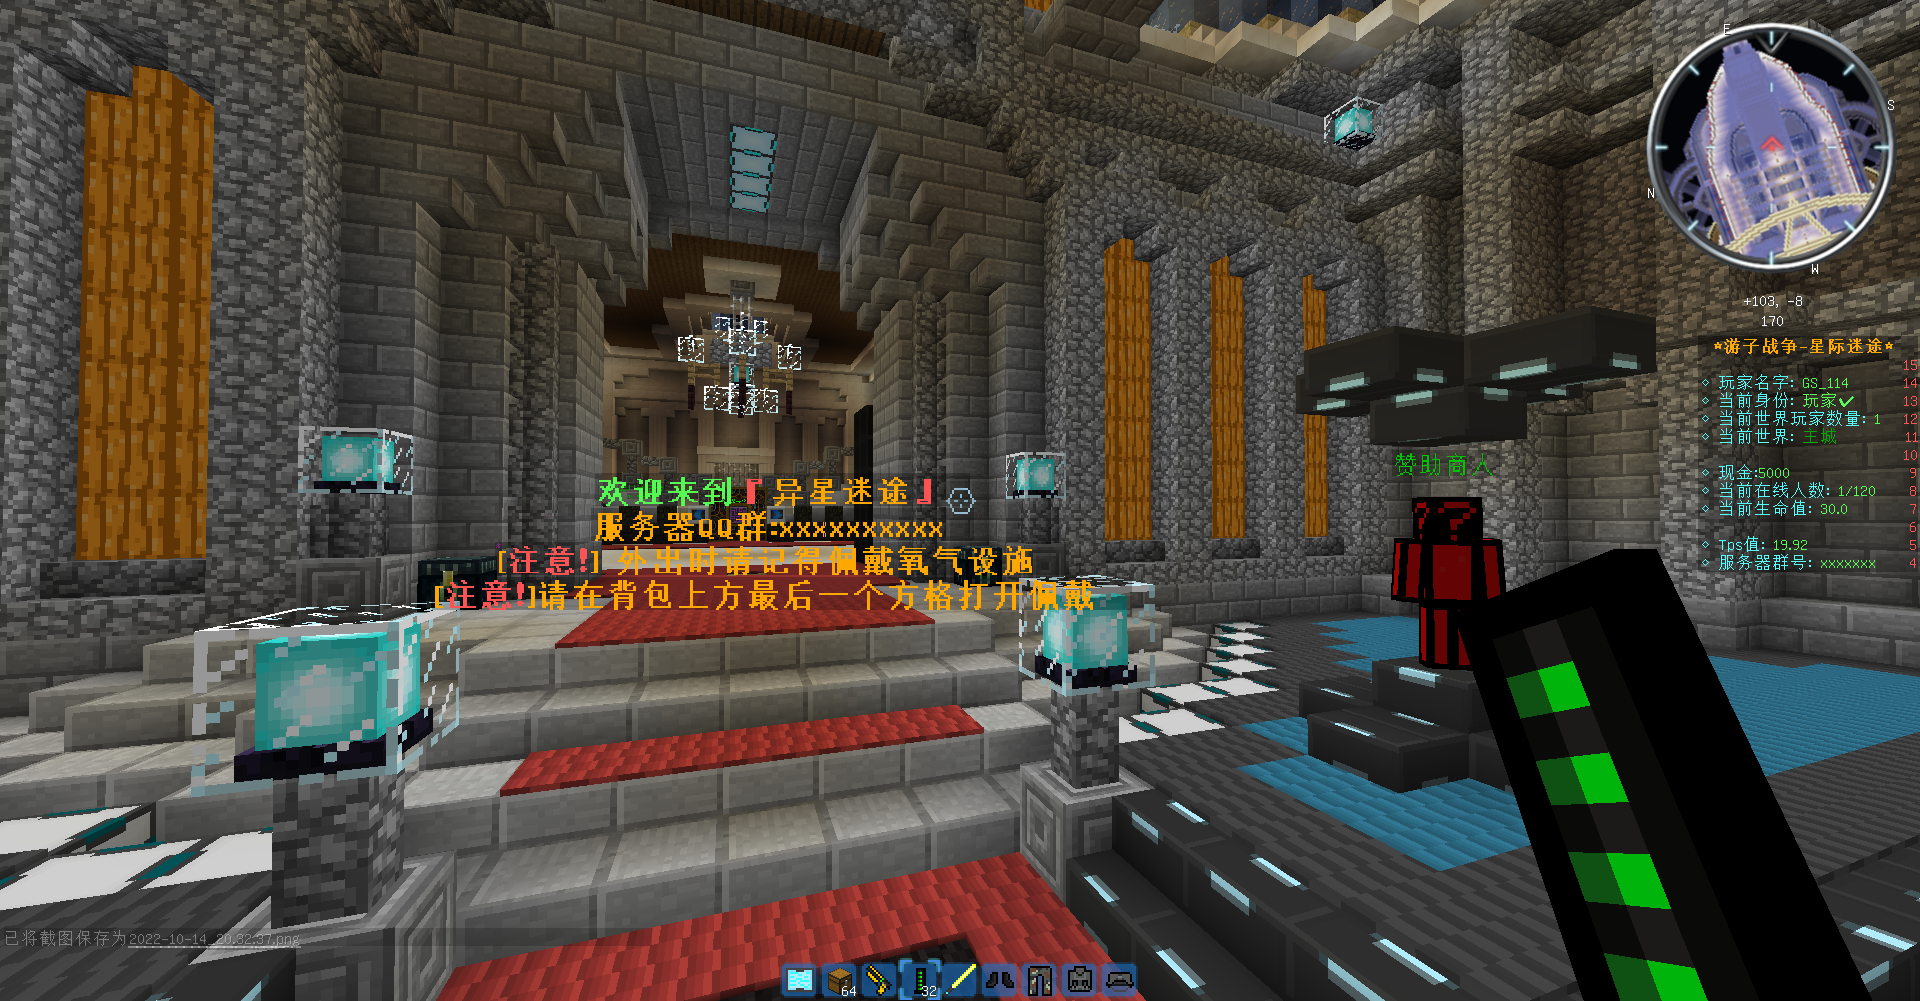 E
S
N
W
+103, -8
170
*游子战争-星际迷途*
15
◇ 玩家名字: GS_114 14
◇ 当前身份: 玩家✔ 13
◇ 当前世界玩家数量: 1 12
◇ 当前世界: 主城 11
10
◇ 现金:5000 9
◇ 当前在线人数: 1/120 8
◇ 当前生命值: 30.0 7
6
◇ Tps值: 19.92 5
◇ 服务器群号: xxxxxxx 4
赞助商人
欢迎来到『异星迷途』
服务器QQ群:xxxxxxxxxx
[注意!] 外出时请记得佩戴氧气设施
[注意!]请在背包上方最后一个方格打开佩戴
已将截图保存为2022-10-14_20.32.37.png
64
32